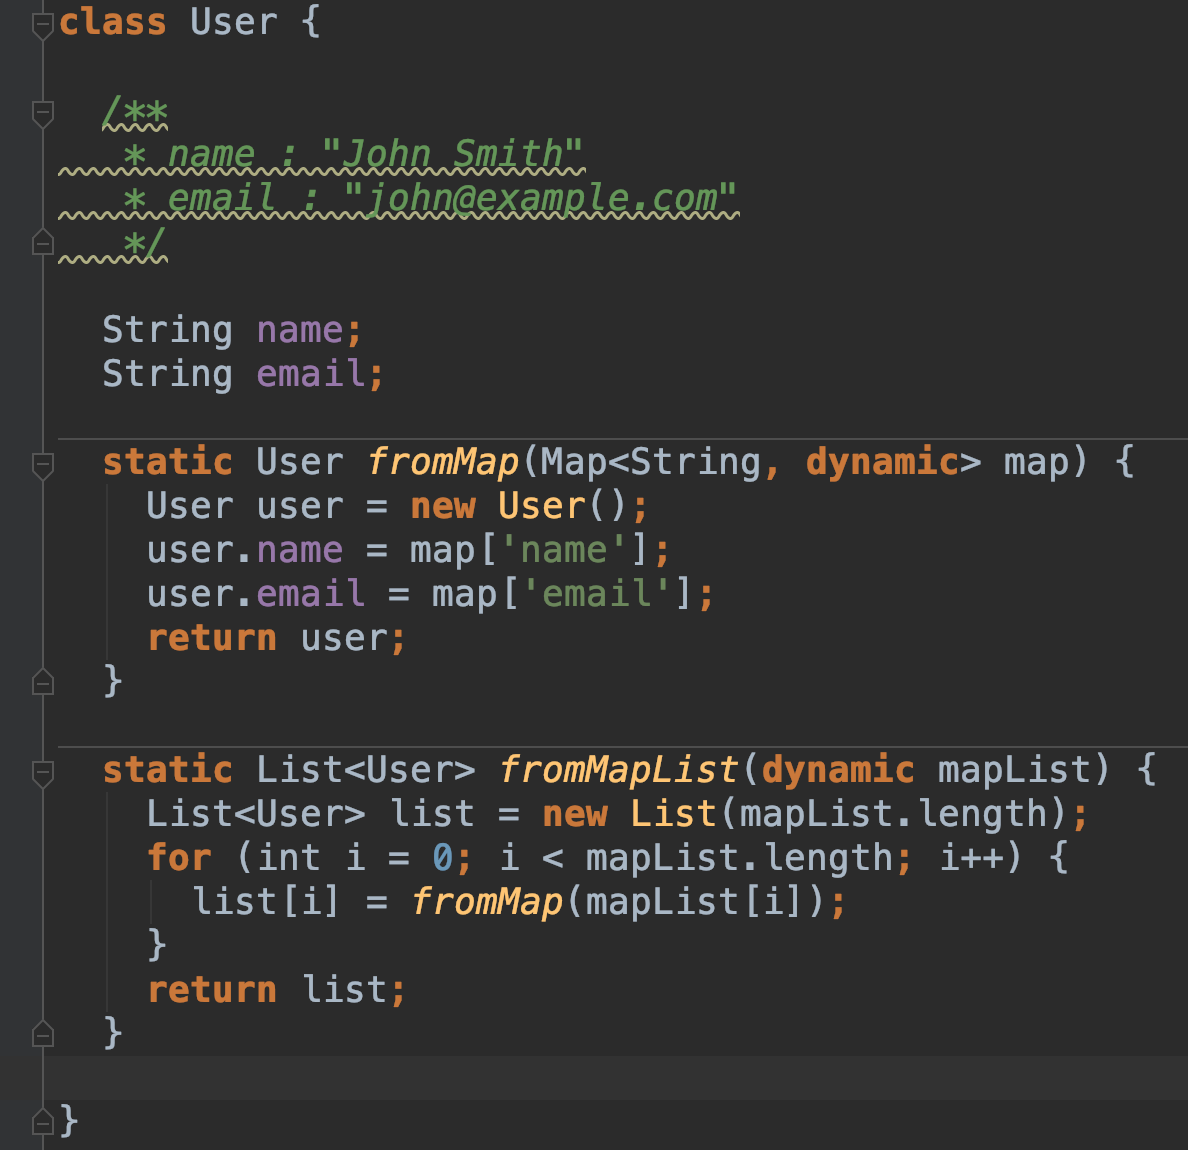 class User {
/**
* name : "John Smith"
* email : "john@example.com"
*/
String name;
String email;
static User fromMap(Map<String, dynamic> map) {
User user = new User();
user.name = map['name'];
user.email = map['email'];
return user;
}
static List<User> fromMapList(dynamic mapList) {
List<User> list = new List(mapList.length);
for (int i = 0; i < mapList.length; i++) {
list[i] = fromMap(mapList[i]);
}
return list;
}
}